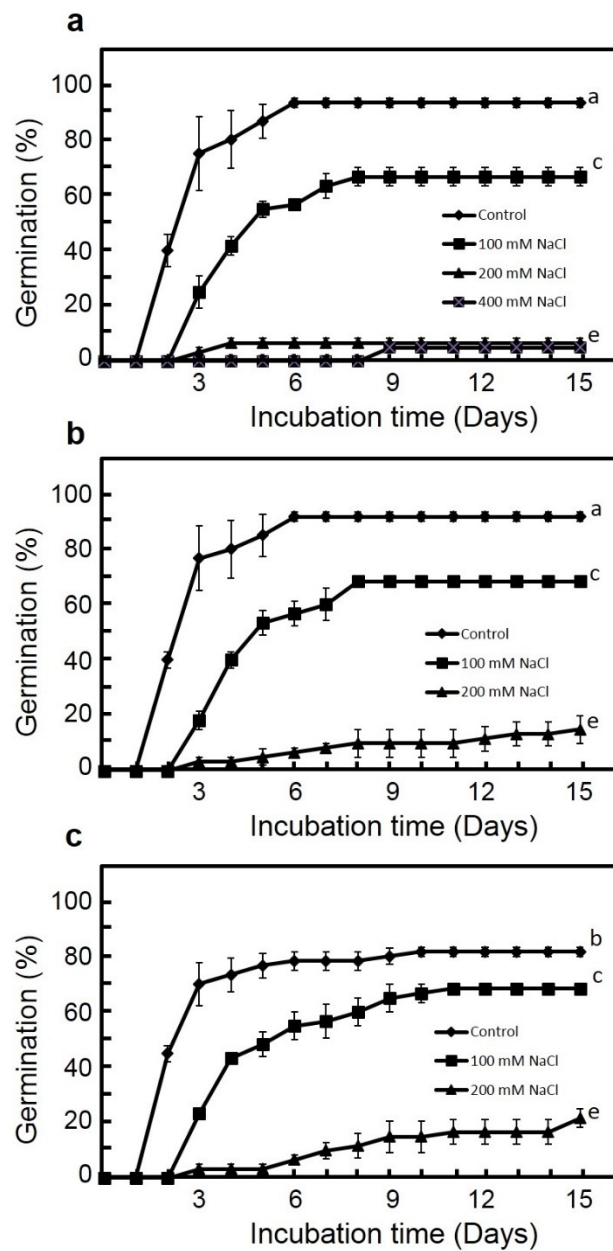 a
100
80
60
40
20
0
Germination (%)
a
c
e
Control
100 mM NaCl
200 mM NaCl
400 mM NaCl
3 6 9 12 15
Incubation time (Days)
b
100
80
60
40
20
0
Germination (%)
a
c
e
Control
100 mM NaCl
200 mM NaCl
3 6 9 12 15
Incubation time (Days)
c
100
80
60
40
20
0
Germination (%)
b
c
e
Control
100 mM NaCl
200 mM NaCl
3 6 9 12 15
Incubation time (Days)